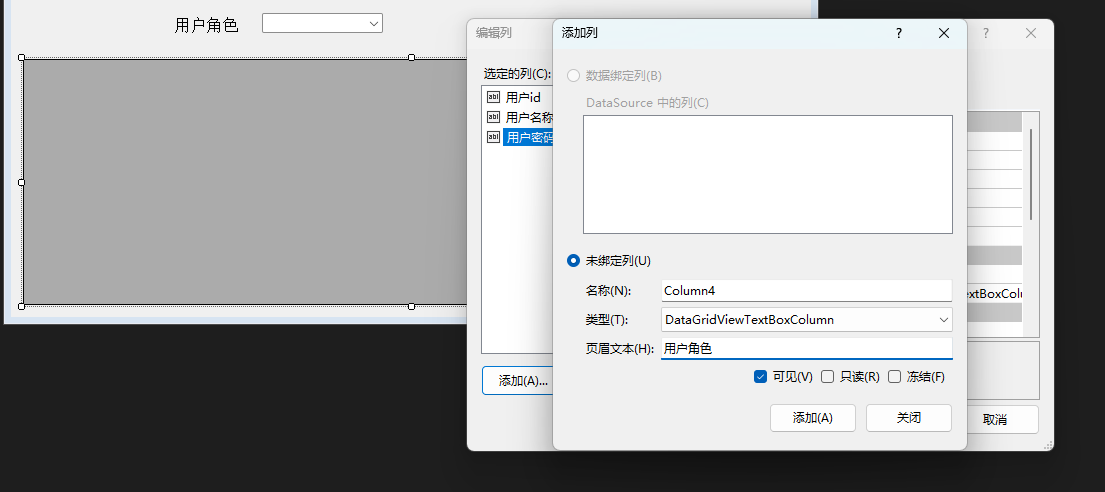 用户角色
编辑列
添加列
?
?
选定的列(C):
用户id
用户名称
用户密码
添加(A)...
数据绑定列(B)
DataSource 中的列(C)
未绑定列(U)
名称(N):
Column4
类型(T):
DataGridViewTextBoxColumn
页眉文本(H):
用户角色
可见(V)
只读(R)
冻结(F)
添加(A)
关闭
extBoxColu
取消